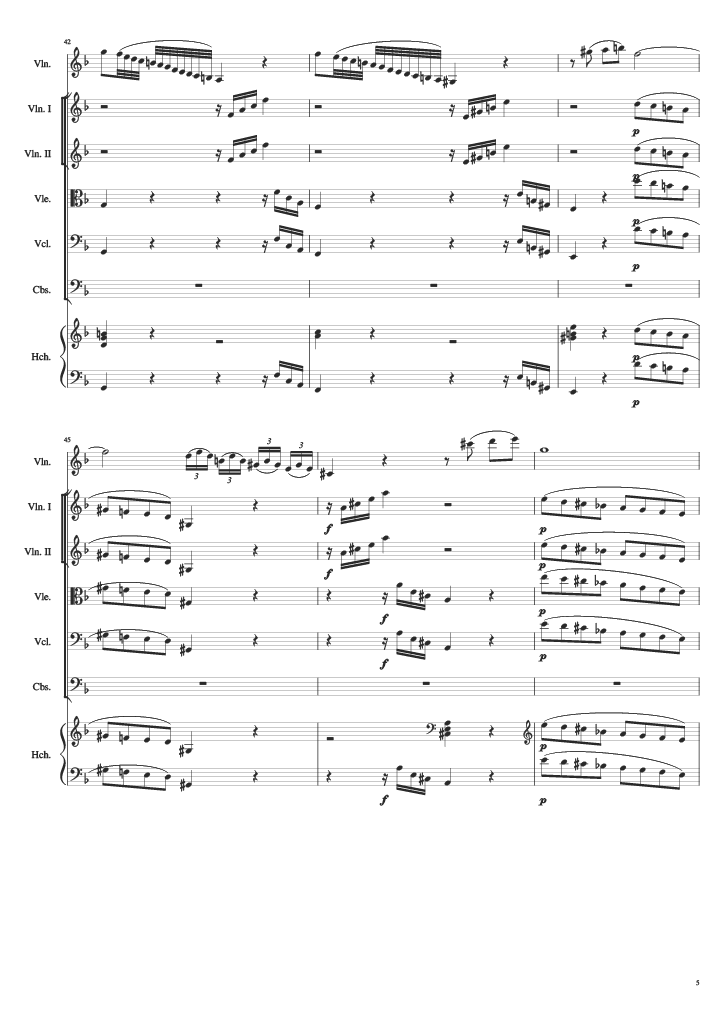 42
Vln.
Vln. I
p
Vln. II
p
Vle.
p
Vcl.
p
Cbs.
Hch.
p
p
45
Vln.
3 3 3 3
Vln. I
f p
Vln. II
f p
Vle.
f p
Vcl.
f p
Cbs.
Hch.
p
f p
5